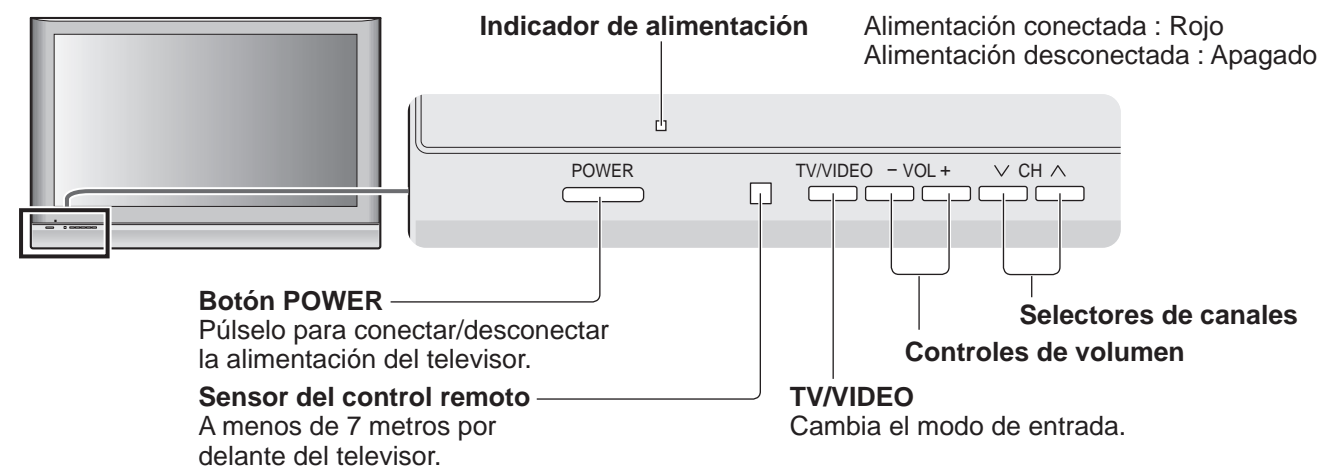 Indicador de alimentación
Alimentación conectada : Rojo
Alimentación desconectada : Apagado
POWER
TV/VIDEO
− VOL +
∨ CH ∧
Botón POWER
Púlselo para conectar/desconectar
la alimentación del televisor.
Sensor del control remoto
A menos de 7 metros por
delante del televisor.
Selectores de canales
Controles de volumen
TV/VIDEO
Cambia el modo de entrada.